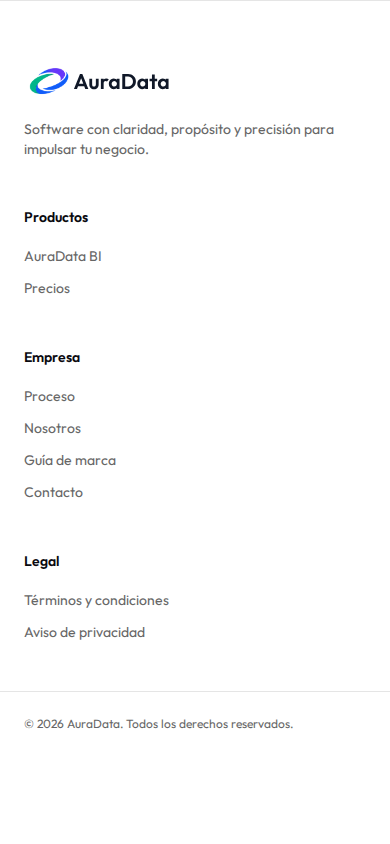 AuraData
Software con claridad, propósito y precisión para
impulsar tu negocio.
Productos
AuraData BI
Precios
Empresa
Proceso
Nosotros
Guía de marca
Contacto
Legal
Términos y condiciones
Aviso de privacidad
© 2026 AuraData. Todos los derechos reservados.